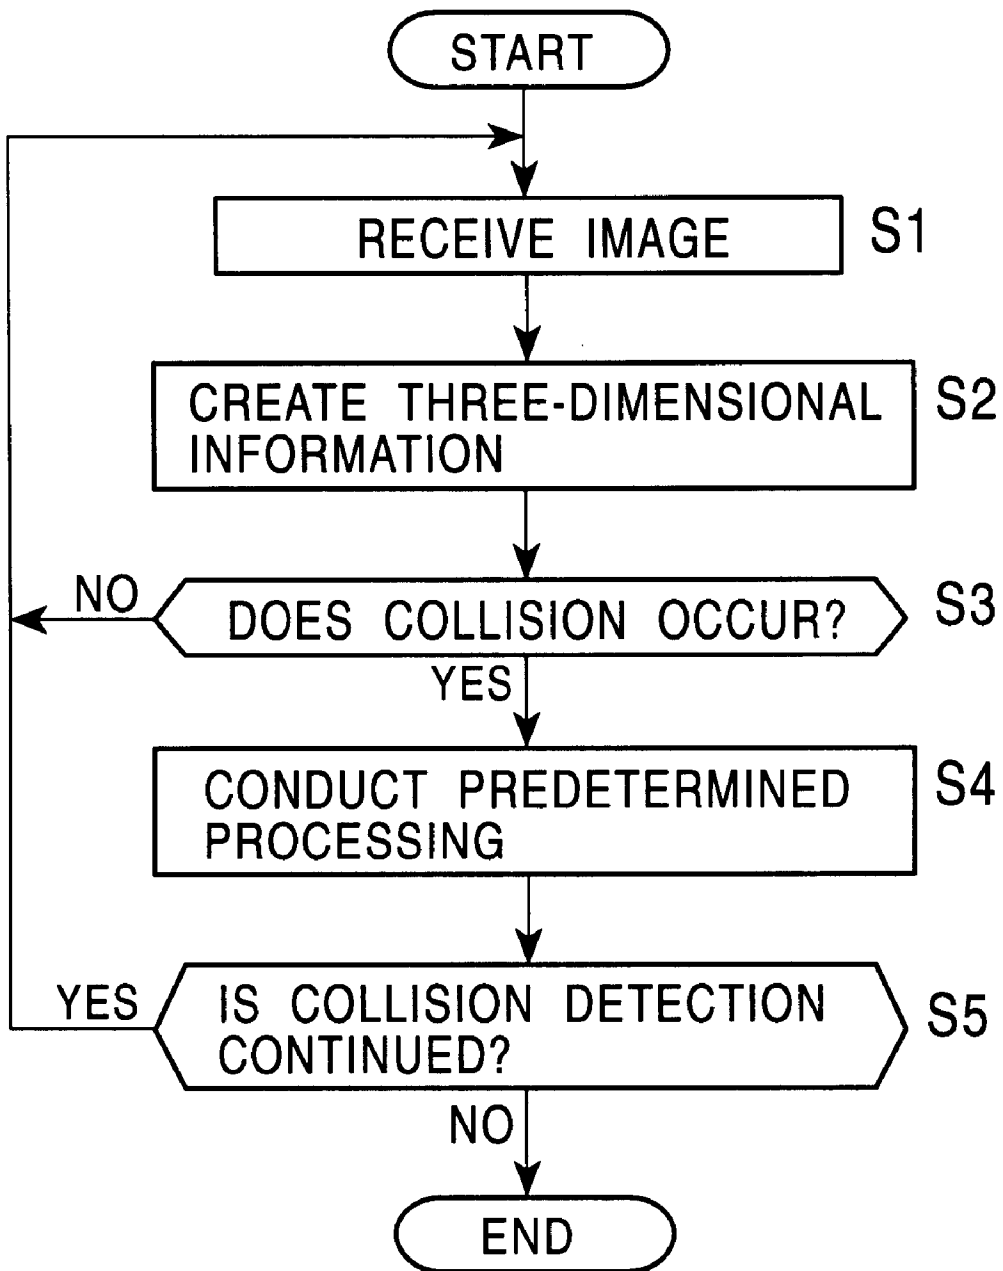 START
RECEIVE IMAGE
S1
CREATE THREE-DIMENSIONAL
INFORMATION
S2
NO
DOES COLLISION OCCUR?
S3
YES
CONDUCT PREDETERMINED
PROCESSING
S4
YES
IS COLLISION DETECTION
CONTINUED?
S5
NO
END